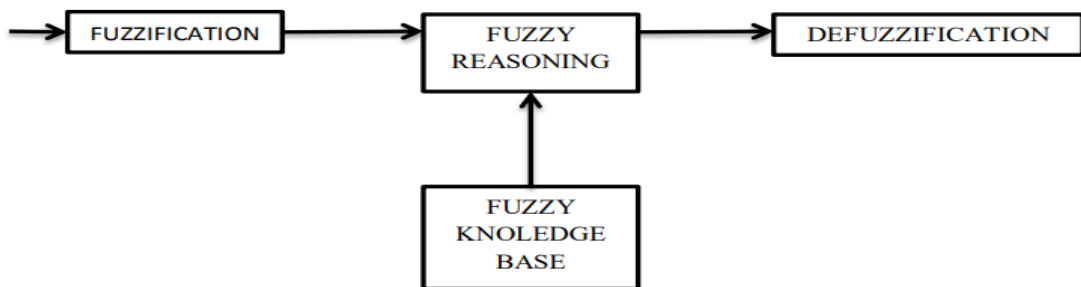 FUZZIFICATION
FUZZY
REASONING
DEFUZZIFICATION
FUZZY
KNOLEDGE
BASE